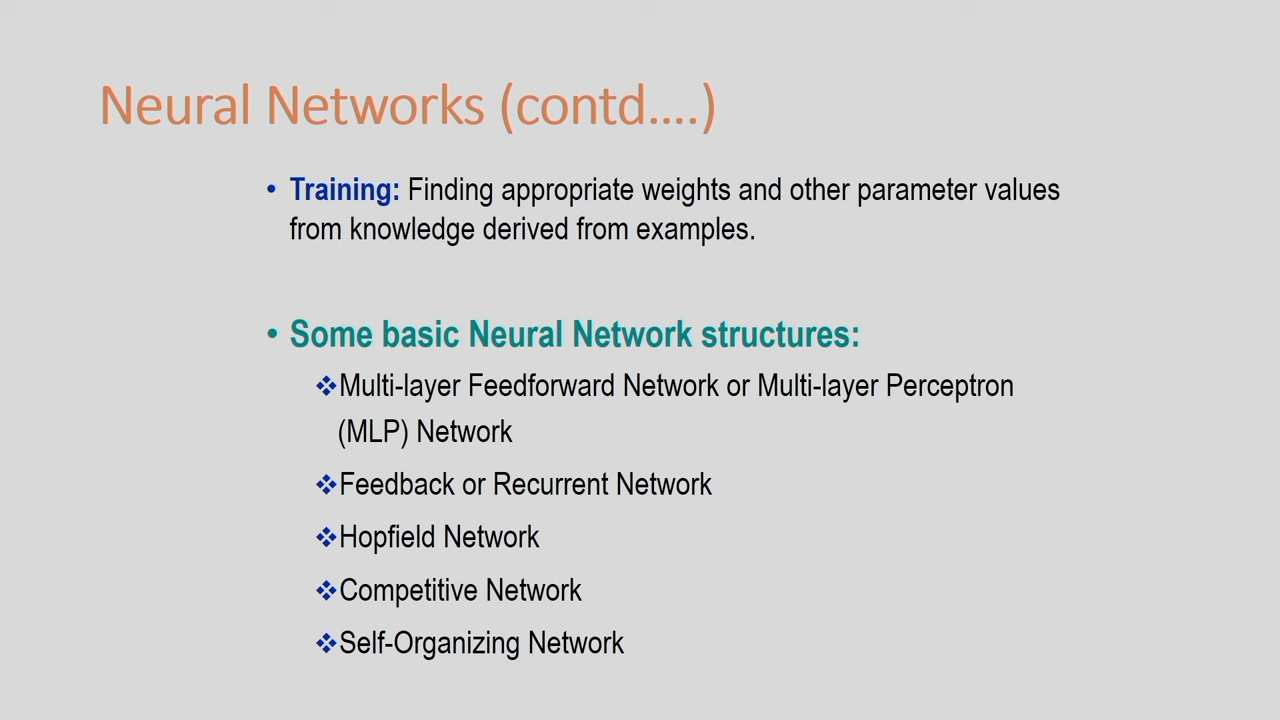 Neural Networks (contd....)
• Training: Finding appropriate weights and other parameter values
from knowledge derived from examples.
• Some basic Neural Network structures:
❖Multi-layer Feedforward Network or Multi-layer Perceptron
(MLP) Network
❖Feedback or Recurrent Network
❖Hopfield Network
❖Competitive Network
❖Self-Organizing Network